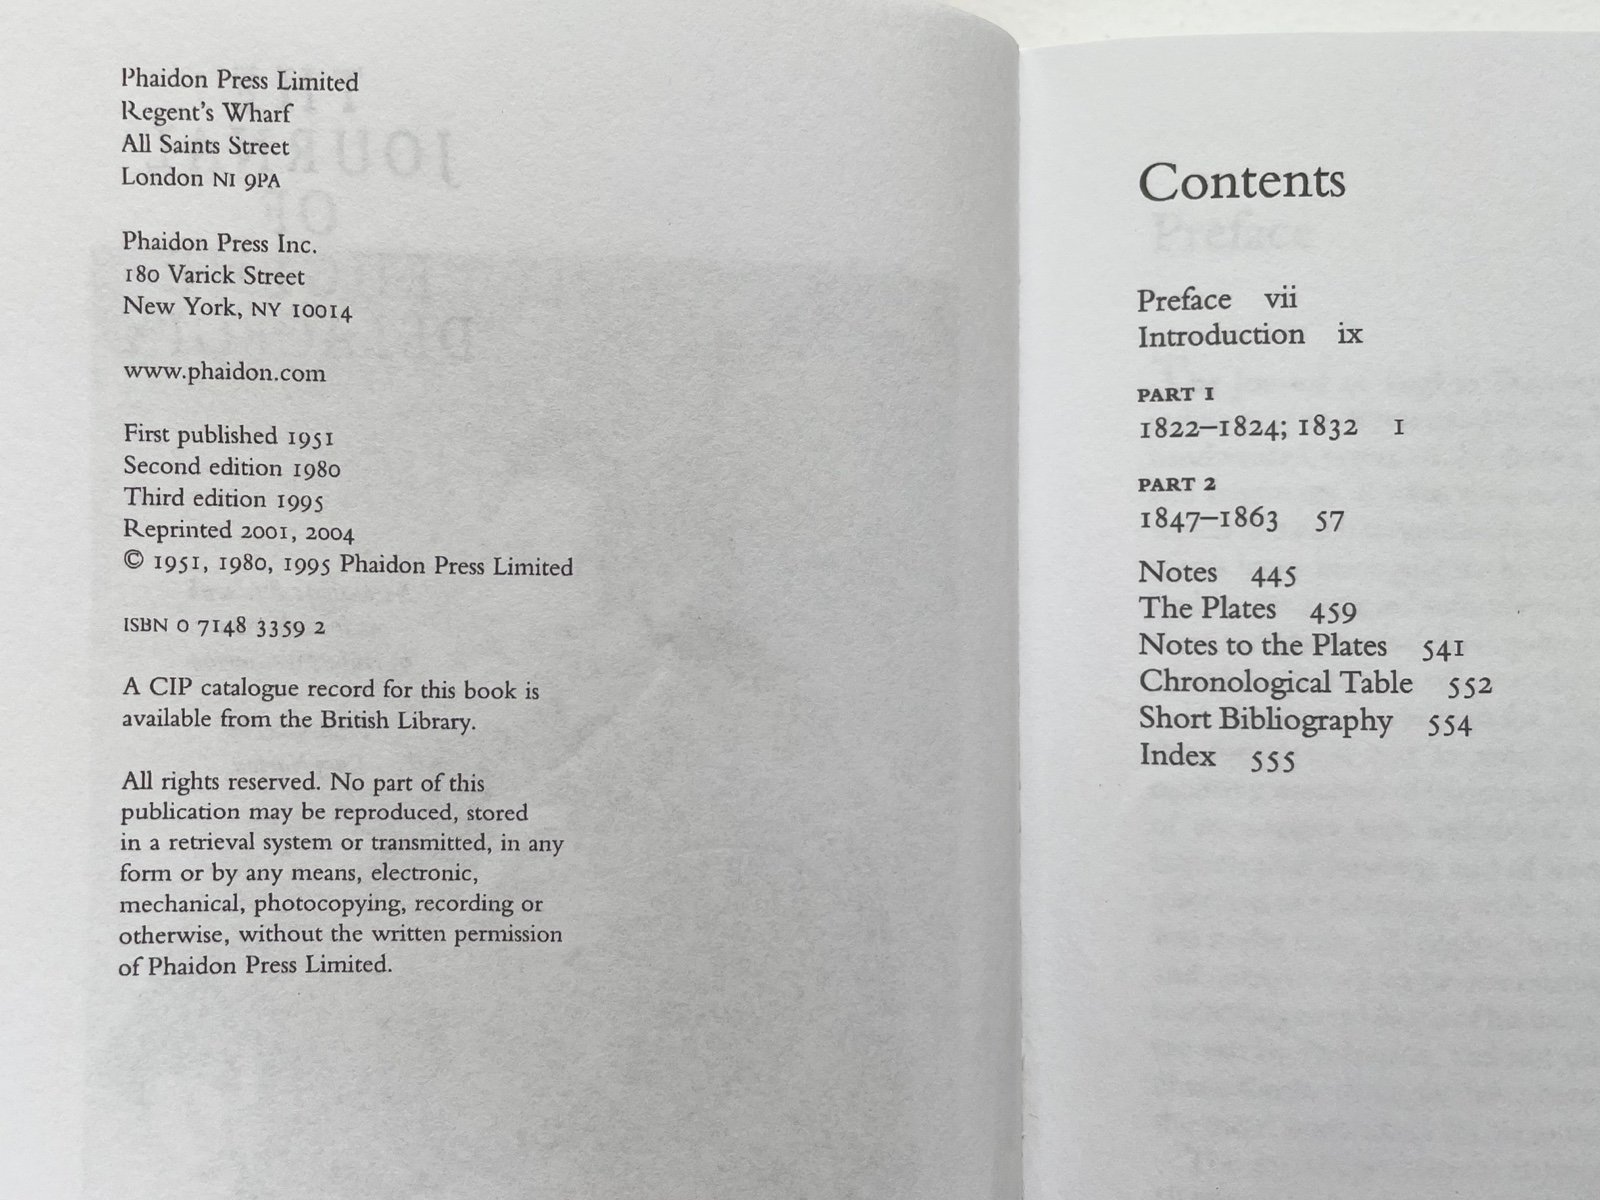 Phaidon Press Limited
Regent's Wharf
All Saints Street
London N1 9PA
Phaidon Press Inc.
180 Varick Street
New York, NY 10014
www.phaidon.com
First published 1951
Second edition 1980
Third edition 1995
Reprinted 2001, 2004
© 1951, 1980, 1995 Phaidon Press Limited
ISBN 0 7148 3359 2
A CIP catalogue record for this book is
available from the British Library.
All rights reserved. No part of this
publication may be reproduced, stored
in a retrieval system or transmitted, in any
form or by any means, electronic,
mechanical, photocopying, recording or
otherwise, without the written permission
of Phaidon Press Limited.
Contents
Preface vii
Introduction ix
PART 1
1822–1824; 1832 1
PART 2
1847–1863 57
Notes 445
The Plates 459
Notes to the Plates 541
Chronological Table 552
Short Bibliography 554
Index 555